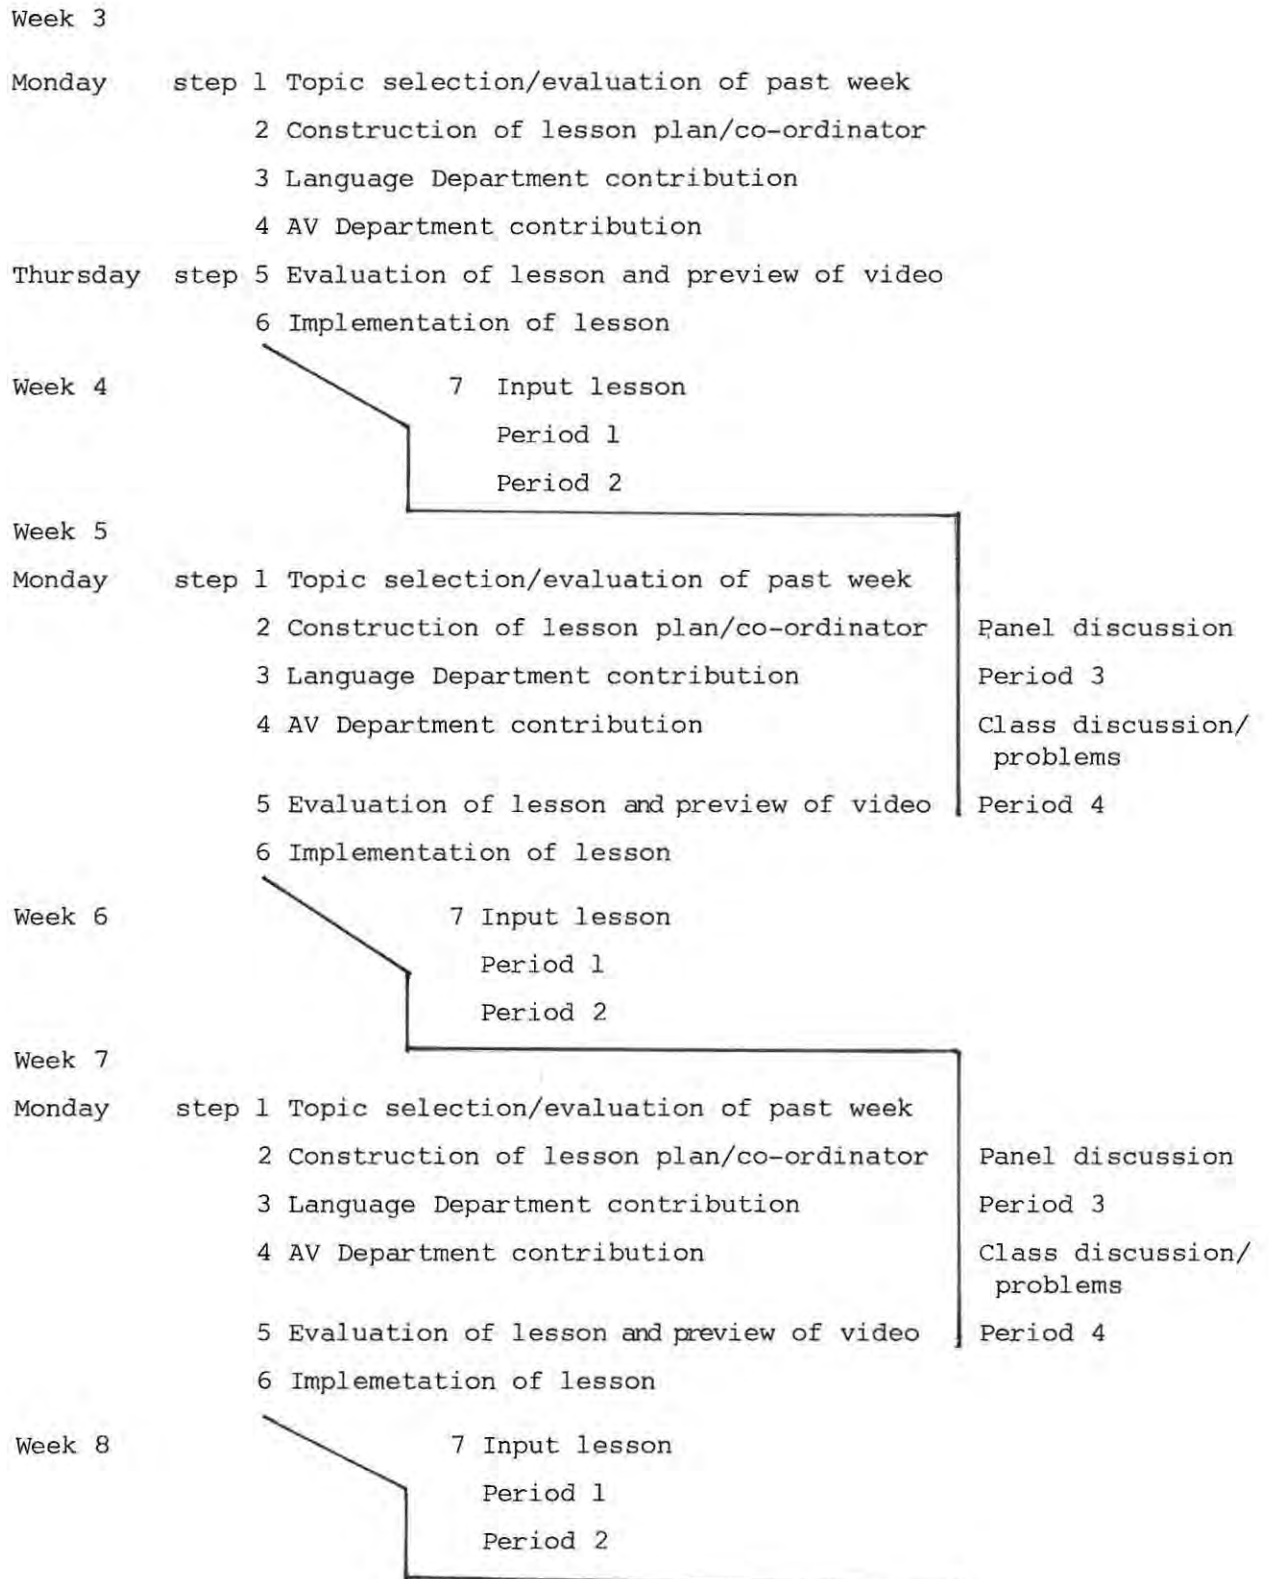 Week 3
Monday step 1 Topic selection/evaluation of past week
2 Construction of lesson plan/co-ordinator
3 Language Department contribution
4 AV Department contribution
Thursday step 5 Evaluation of lesson and preview of video
6 Implementation of lesson
Week 4 7 Input lesson
Period 1
Period 2
Week 5
Monday step 1 Topic selection/evaluation of past week
2 Construction of lesson plan/co-ordinator Panel discussion
3 Language Department contribution Period 3
4 AV Department contribution Class discussion/
problems
5 Evaluation of lesson and preview of video Period 4
6 Implementation of lesson
Week 6 7 Input lesson
Period 1
Period 2
Week 7
Monday step 1 Topic selection/evaluation of past week
2 Construction of lesson plan/co-ordinator Panel discussion
3 Language Department contribution Period 3
4 AV Department contribution Class discussion/
problems
5 Evaluation of lesson and preview of video Period 4
6 Implemetation of lesson
Week 8 7 Input lesson
Period 1
Period 2